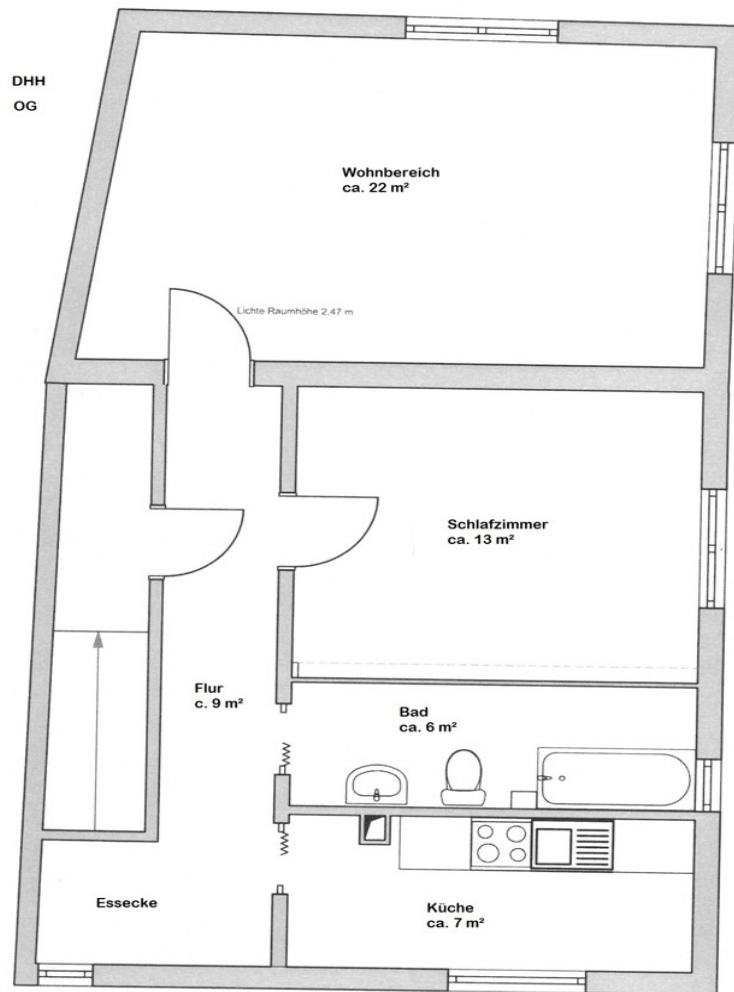 DHH
OG
Wohnbereich
ca. 22 m²
Lichte Raumhöhe 2.47 m
Schlafzimmer
ca. 13 m²
Flur
c. 9 m²
Bad
ca. 6 m²
Essecke
Küche
ca. 7 m²